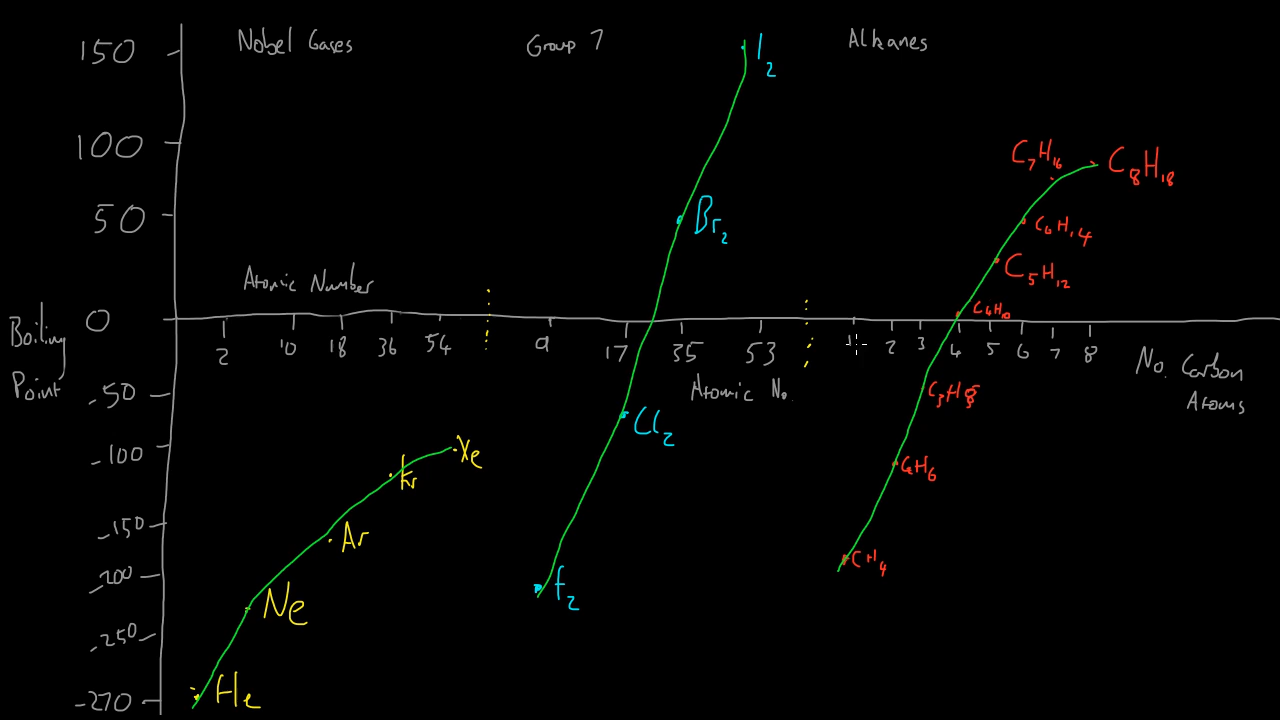 150
Nobel Gases
Group 7
Alkanes
I2
100
C7H16
C8H18
50
Br2
C6H14
C5H12
Atomic Number
C4H10
Boiling
Point
0
2 10 18 36 54 9 17 35 53 1 2 3 4 5 6 7 8
No. Carbon
Atoms
Atomic No.
-50
C3H8
Cl2
-100
Xe
Kr
C2H6
-150
Ar
CH4
-200
f2
Ne
-250
He
-270